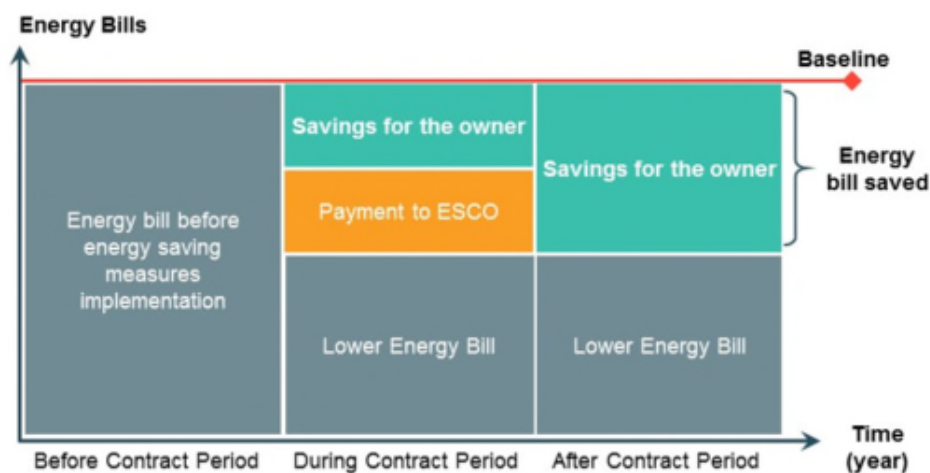 Energy Bills
Baseline
Savings for the owner
Savings for the owner
Energy
bill saved
Payment to ESCO
Energy bill before
energy saving
measures
implementation
Lower Energy Bill
Lower Energy Bill
Time
(year)
Before Contract Period
During Contract Period
After Contract Period